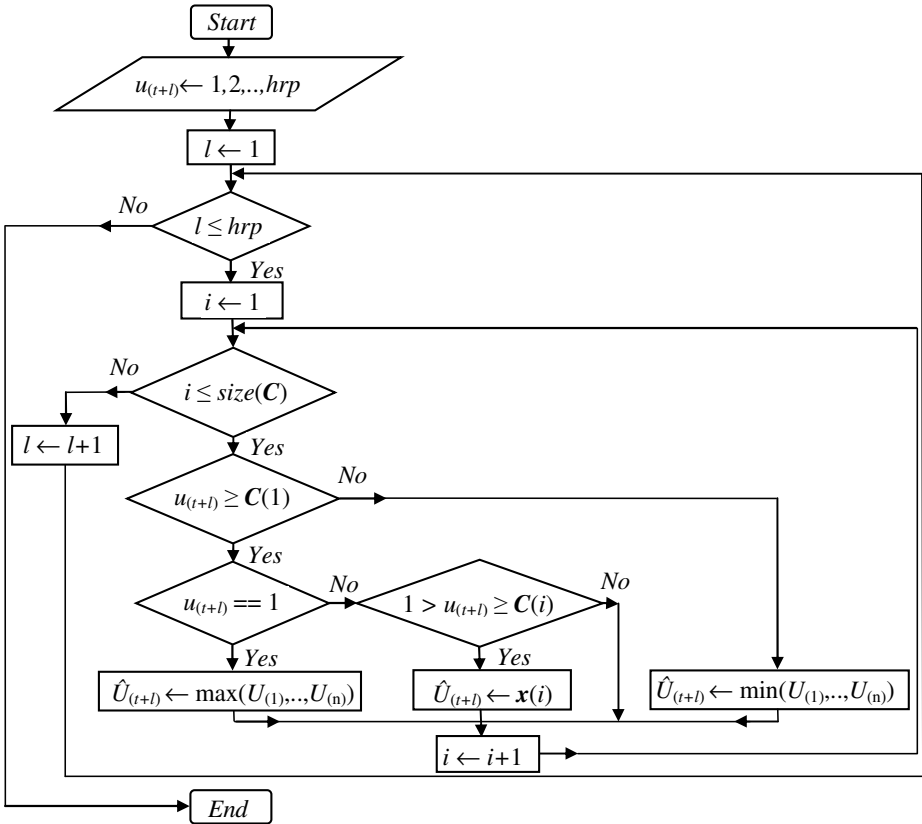 Start
u(t+l)← 1,2,..,hrp
l ← 1
No
l ≤ hrp
Yes
i ← 1
No
i ≤ size(C)
l ← l+1
Yes
No
u(t+l) ≥ C(1)
Yes
No
No
u(t+l) == 1
1 > u(t+l) ≥ C(i)
Yes
Yes
Û(t+l)← max(U(1),..,U(n))
Û(t+l)← x(i)
Û(t+l)← min(U(1),..,U(n))
i ← i+1
End